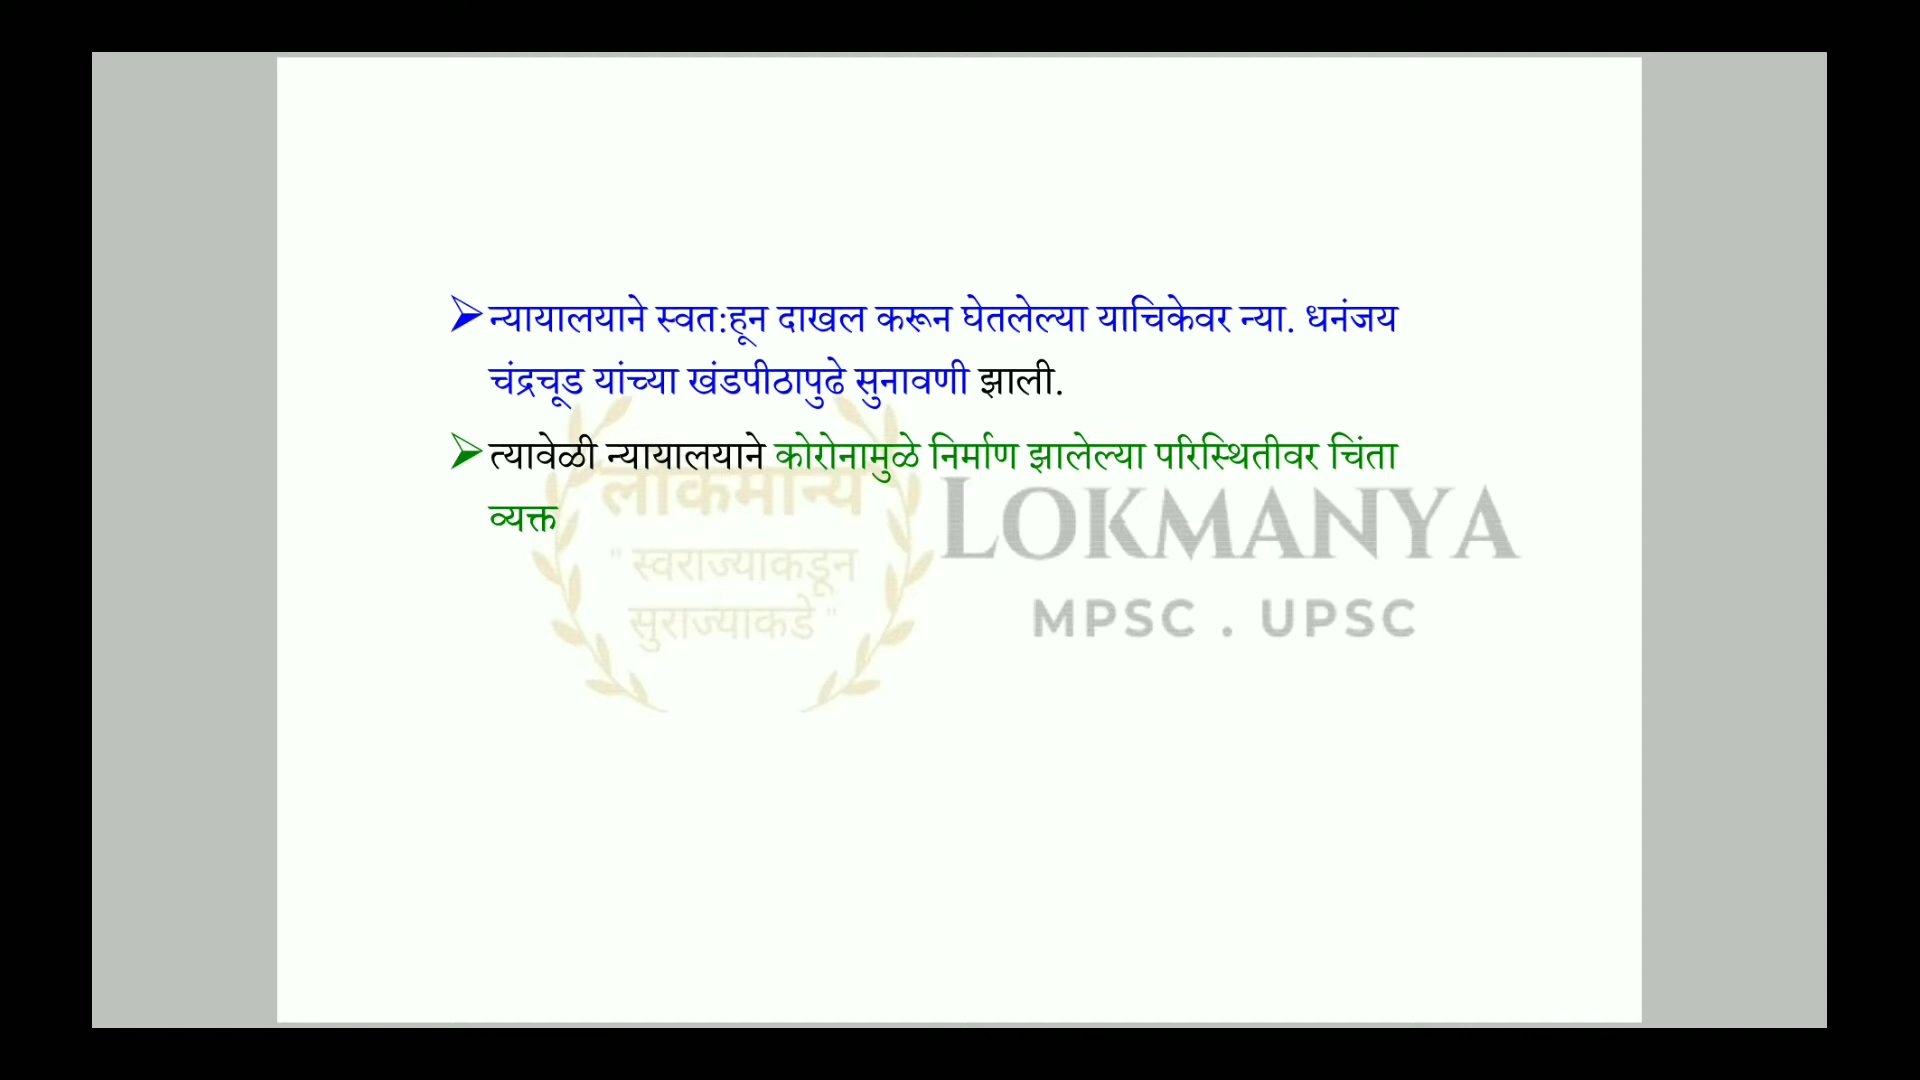 न्यायालयाने स्वत:हून दाखल करून घेतलेल्या याचिकेवर न्या. धनंजय
चंद्रचूड यांच्या खंडपीठापुढे सुनावणी झाली.
त्यावेळी न्यायालयाने कोरोनामुळे निर्माण झालेल्या परिस्थितीवर चिंता
व्यक्त
लोकमान्य
" स्वराज्याकडून
सुराज्याकडे "
LOKMANYA
MPSC . UPSC